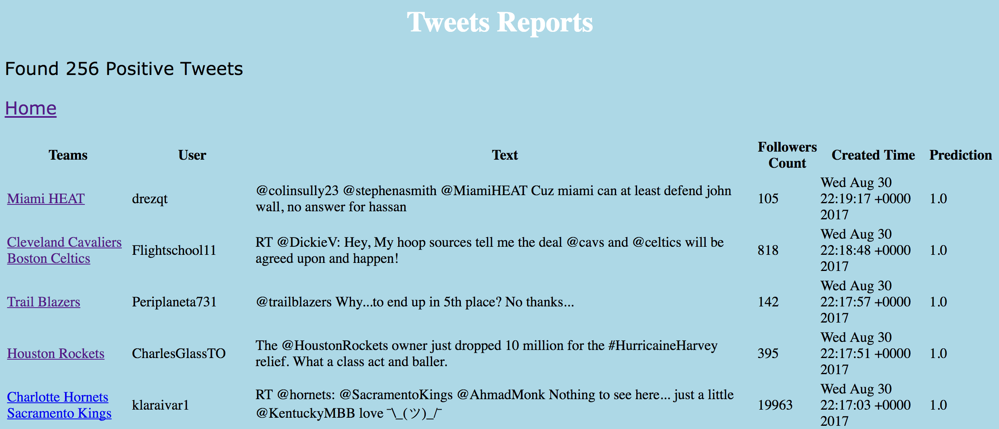 Tweets Reports
Found 256 Positive Tweets
Home
Teams User Text Followers Count Created Time Prediction
Miami HEAT drezqt @colinsully23 @stephenasmith @MiamiHEAT Cuz miami can at least defend john
wall, no answer for hassan 105 Wed Aug 30
22:19:17 +0000
2017 1.0
Cleveland Cavaliers
Boston Celtics Flightschool11 RT @DickieV: Hey, My hoop sources tell me the deal @cavs and @celtics will be
agreed upon and happen! 818 Wed Aug 30
22:18:48 +0000
2017 1.0
Trail Blazers Periplaneta731 @trailblazers Why...to end up in 5th place? No thanks... 142 Wed Aug 30
22:17:57 +0000
2017 1.0
Houston Rockets CharlesGlassTO The @HoustonRockets owner just dropped 10 million for the #HurricaineHarvey
relief. What a class act and baller. 395 Wed Aug 30
22:17:51 +0000
2017 1.0
Charlotte Hornets
Sacramento Kings klaraivar1 RT @hornets: @SacramentoKings @AhmadMonk Nothing to see here... just a little
@KentuckyMBB love ¯\_(ツ)_/¯ 19963 Wed Aug 30
22:17:03 +0000
2017 1.0